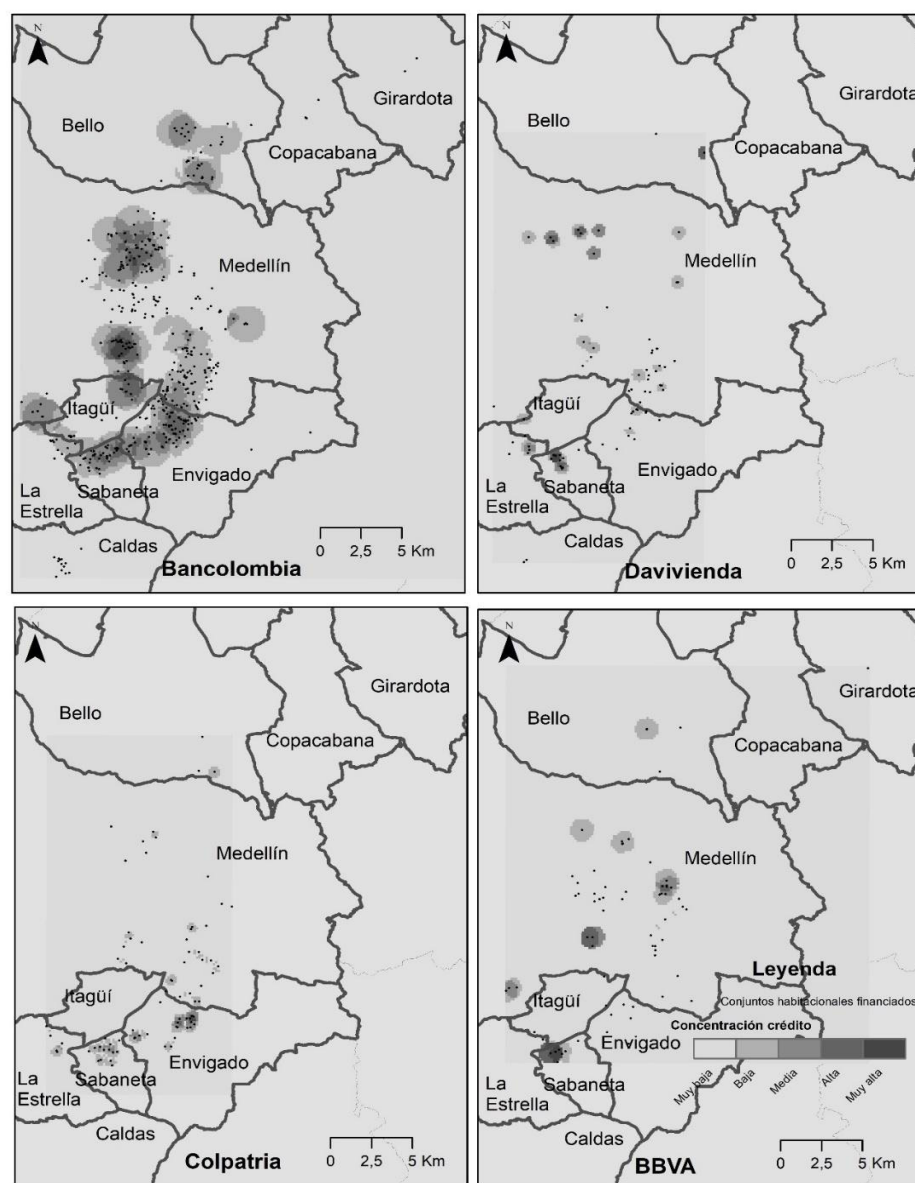 N
Girardota
Bello
Copacabana
Medellín
Itagüí
Envigado
La
Estrella
Sabaneta
Caldas
0 2,5 5 Km
Bancolombia
N
Girardota
Bello
Copacabana
Medellín
Itagüí
Envigado
La
Estrella
Sabaneta
Caldas
0 2,5 5 Km
Davivienda
N
Girardota
Bello
Copacabana
Medellín
Itagüí
Envigado
La
Estrella
Sabaneta
Caldas
0 2,5 5 Km
Colpatria
N
Girardota
Bello
Copacabana
Medellín
Itagüí
Envigado
La
Estrella
Sabaneta
Caldas
Leyenda
Conjuntos habitacionales financiados
Concentración crédito
Muy baja
Baja
Media
Alta
Muy alta
0 2,5 5 Km
BBVA